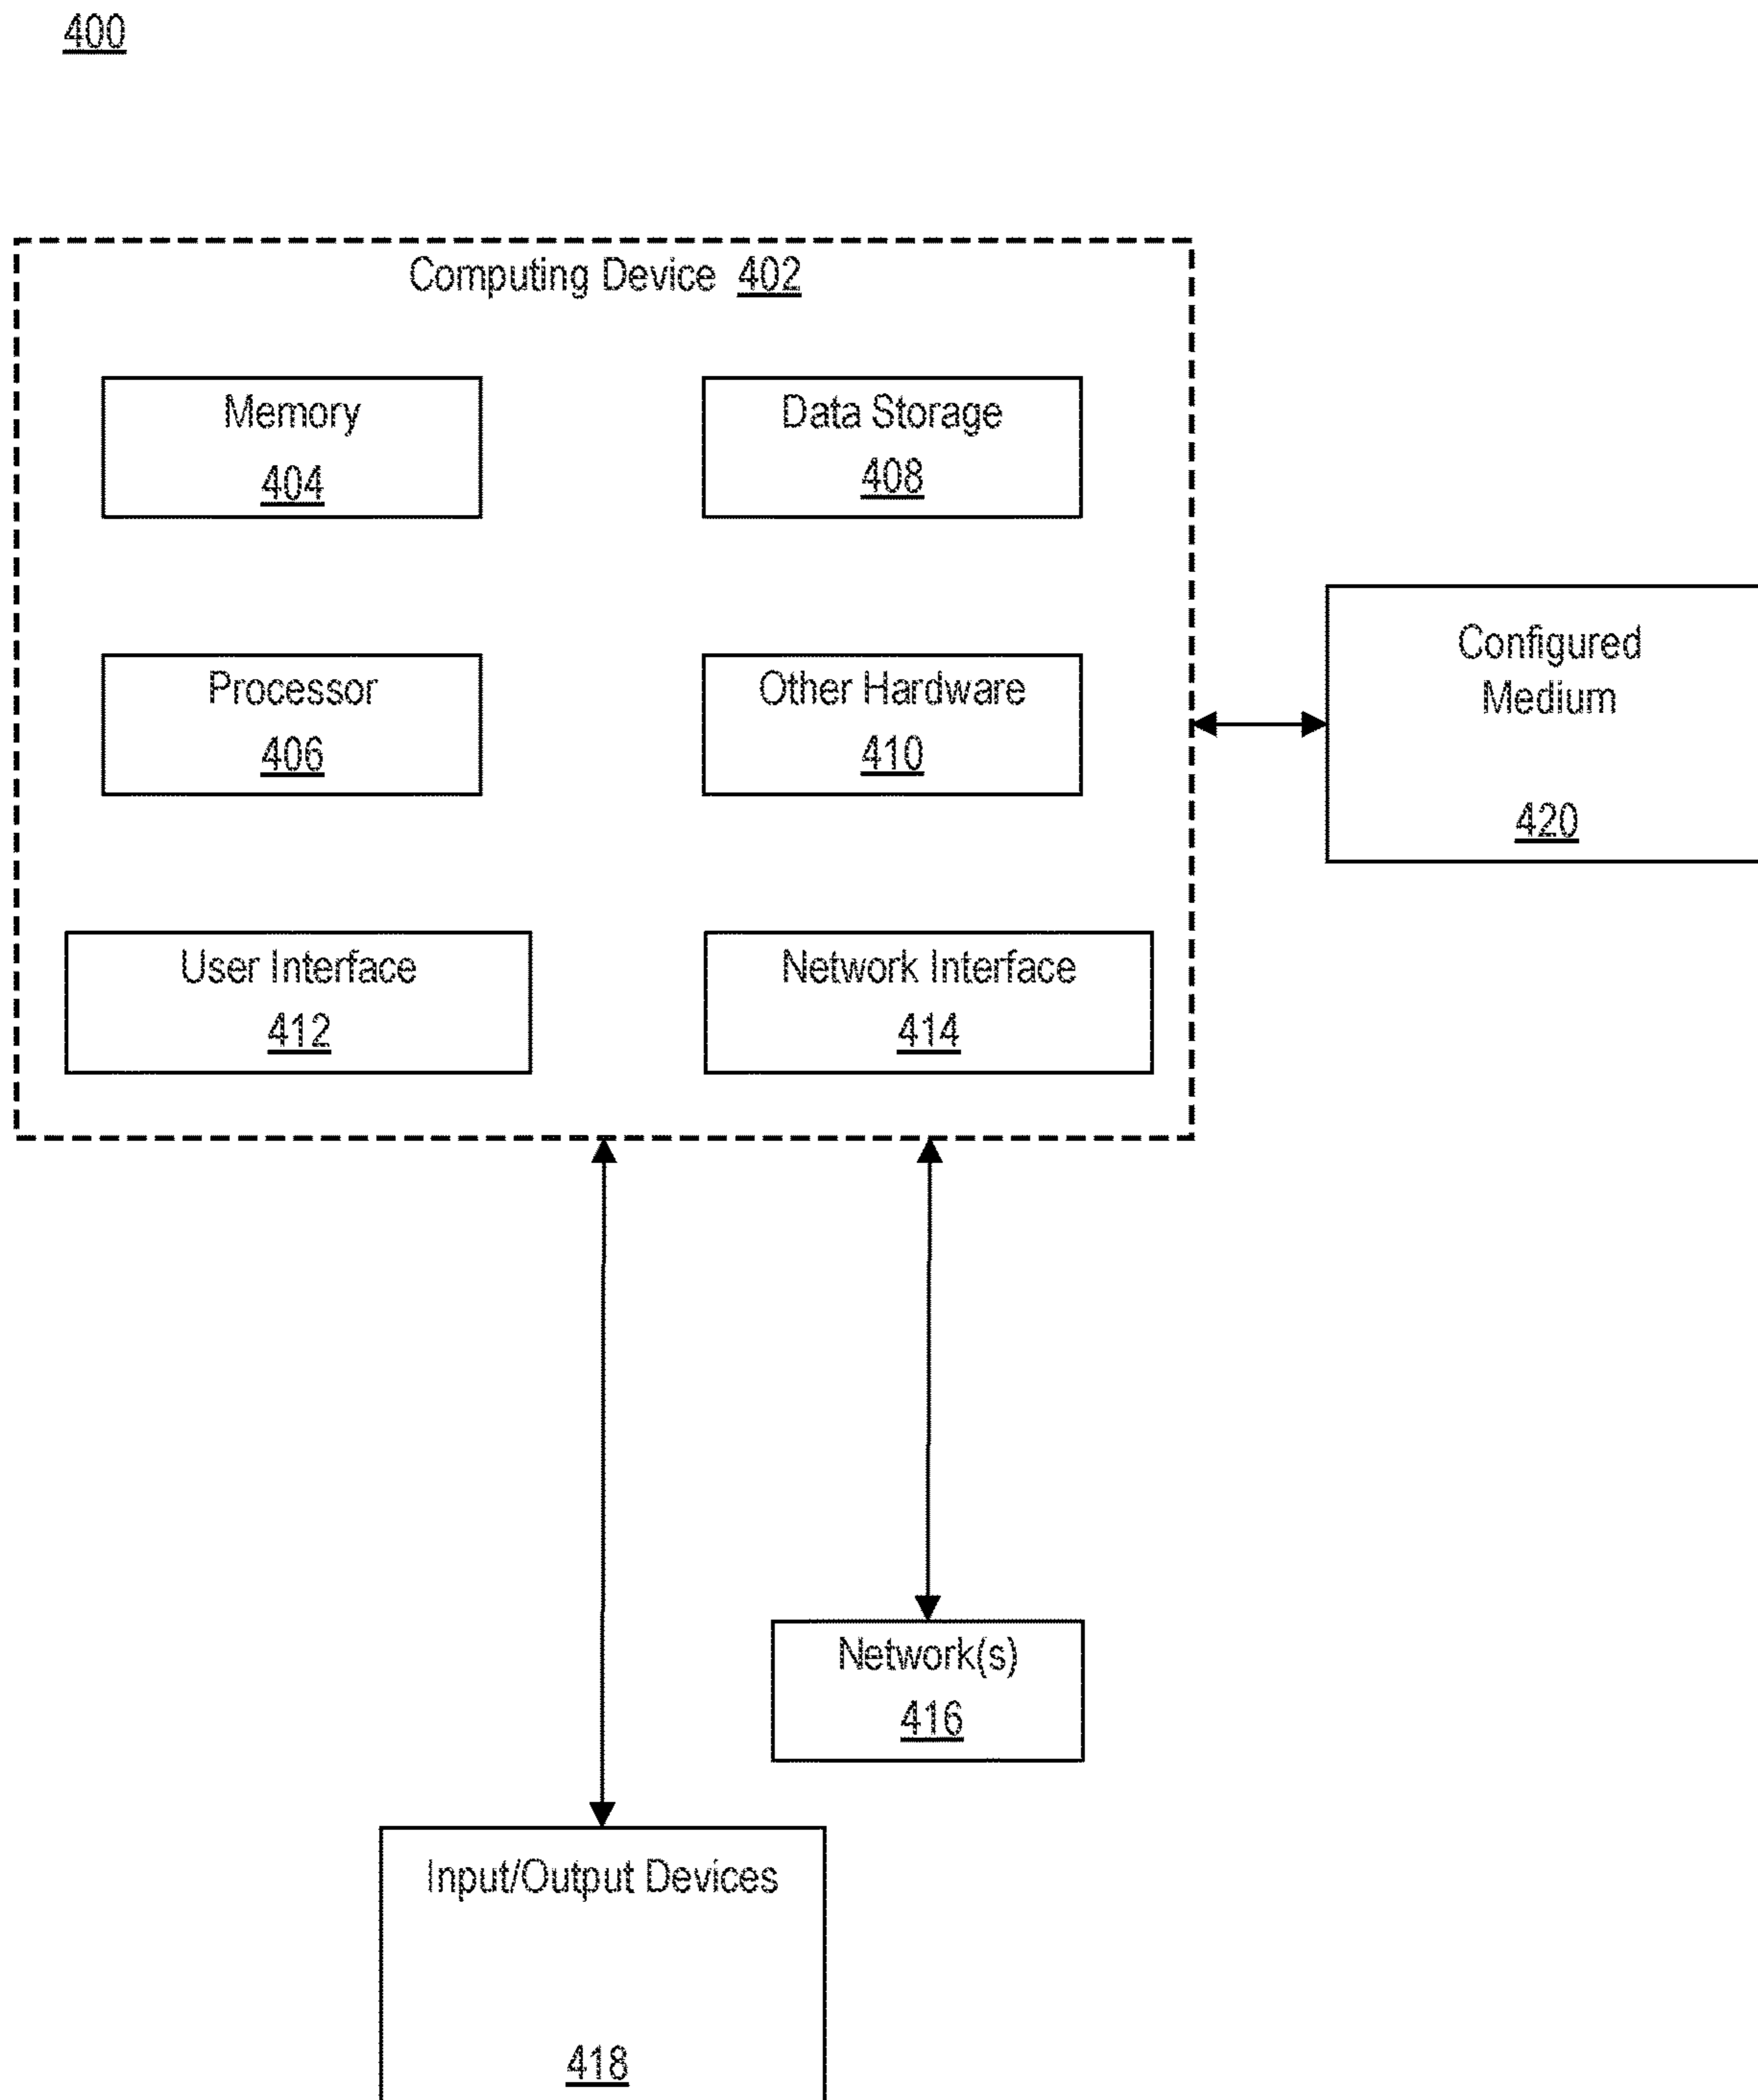 400
Computing Device 402
Memory
404
Data Storage
408
Processor
406
Other Hardware
410
Configured
Medium
420
User Interface
412
Network Interface
414
Network(s)
416
Input/Output Devices
418